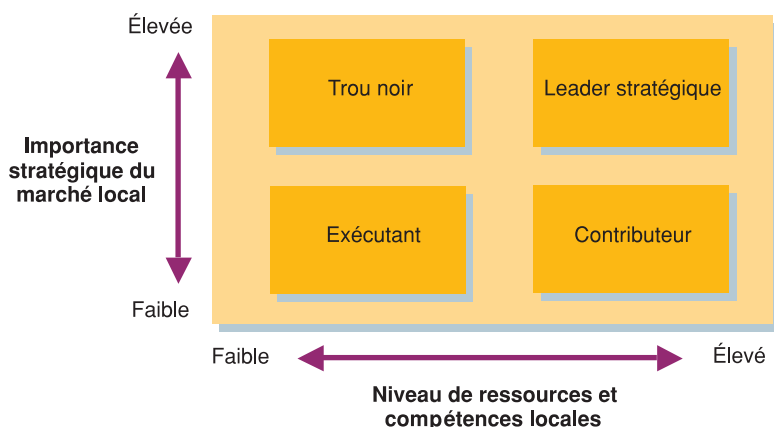 Élevée
Trou noir
Leader stratégique
Importance
stratégique du
marché local
Exécutant
Contributeur
Faible
Faible
Élevé
Niveau de ressources et
compétences locales